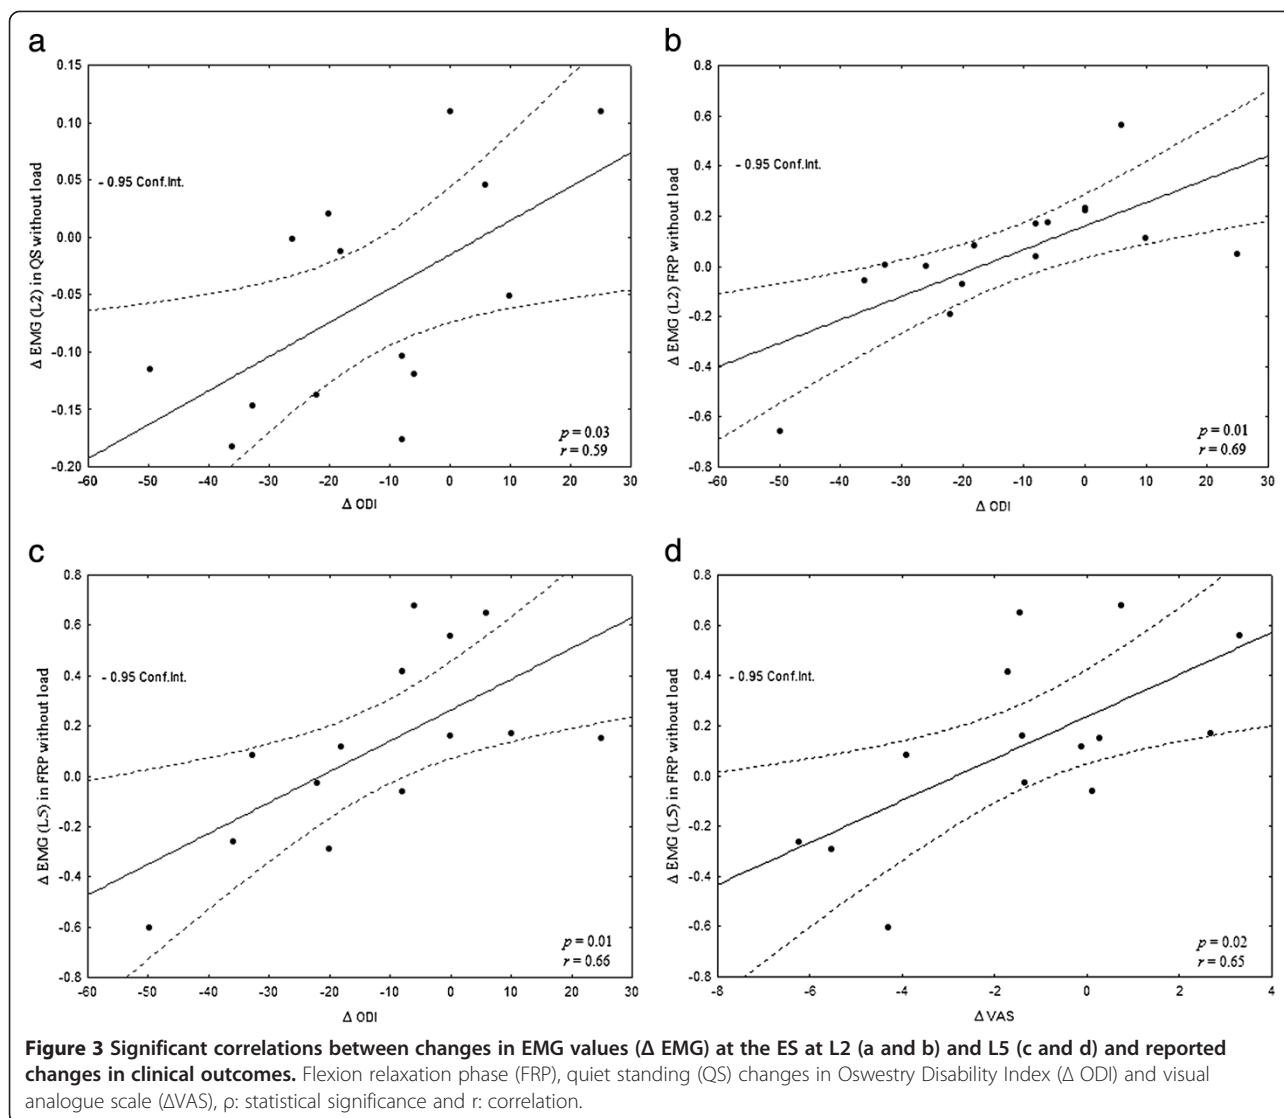 a
0.15
0.10
0.05
0.00
-0.05
-0.10
-0.15
-0.20
Δ EMG (L2) in QS without load
- 0.95 Conf.Int.
p = 0.03
r = 0.59
-60 -50 -40 -30 -20 -10 0 10 20 30
Δ ODI
b
0.8
0.6
0.4
0.2
0.0
-0.2
-0.4
-0.6
-0.8
Δ EMG (L2) FRP without load
- 0.95 Conf.Int.
p = 0.01
r = 0.69
-60 -50 -40 -30 -20 -10 0 10 20 30
Δ ODI
c
0.8
0.6
0.4
0.2
0.0
-0.2
-0.4
-0.6
-0.8
Δ EMG (L5) in FRP without load
- 0.95 Conf.Int.
p = 0.01
r = 0.66
-60 -50 -40 -30 -20 -10 0 10 20 30
Δ ODI
d
0.8
0.6
0.4
0.2
0.0
-0.2
-0.4
-0.6
-0.8
Δ EMG (L5) in FRP without load
- 0.95 Conf.Int.
p = 0.02
r = 0.65
-8 -6 -4 -2 0 2 4
Δ VAS
Figure 3 Significant correlations between changes in EMG values (Δ EMG) at the ES at L2 (a and b) and L5 (c and d) and reported
changes in clinical outcomes. Flexion relaxation phase (FRP), quiet standing (QS) changes in Oswestry Disability Index (Δ ODI) and visual
analogue scale (ΔVAS), ρ: statistical significance and r: correlation.